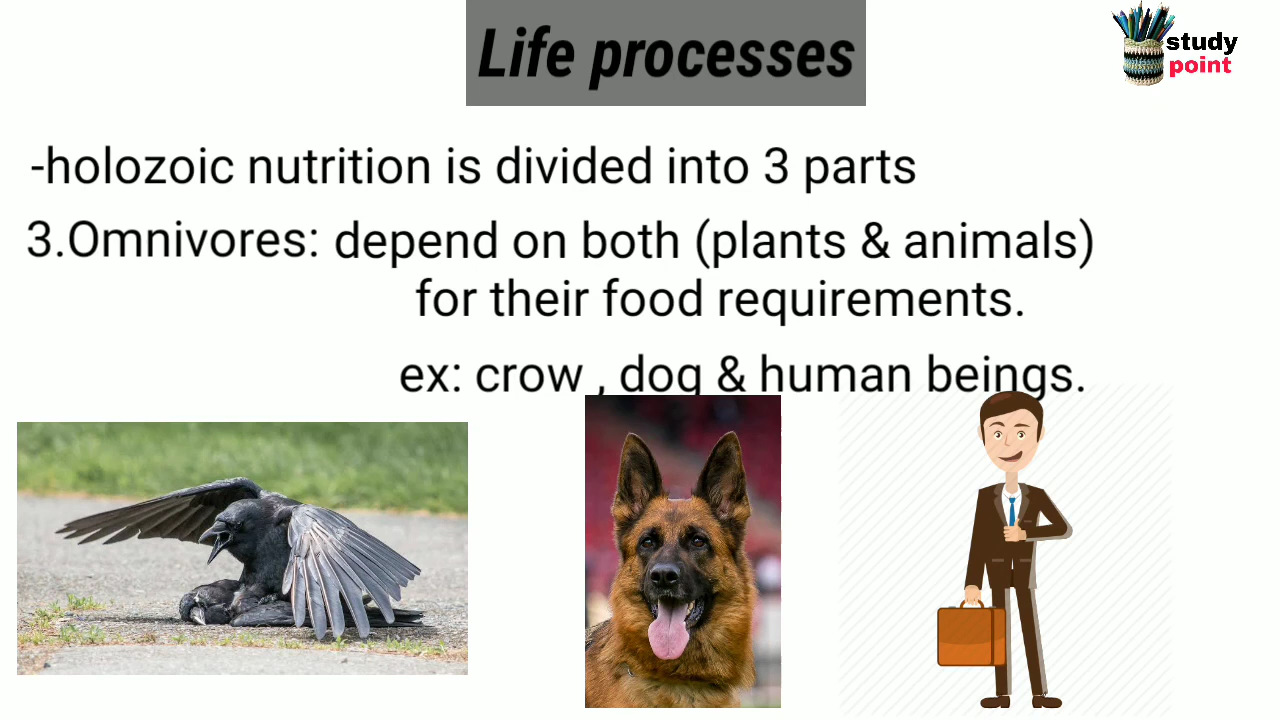 Life processes
study
point
-holozoic nutrition is divided into 3 parts
3.Omnivores: depend on both (plants & animals)
for their food requirements.
ex: crow , dog & human beings.